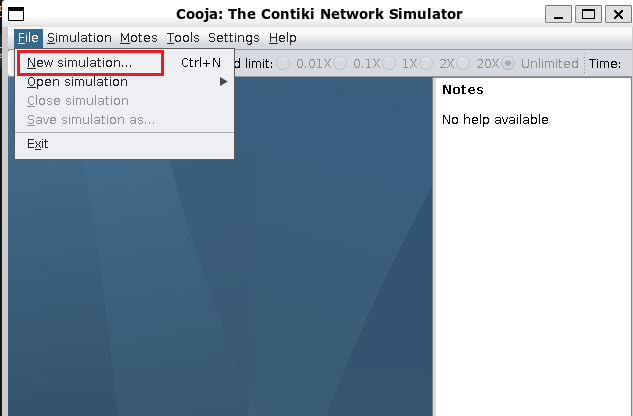 Cooja: The Contiki Network Simulator
File Simulation Motes Tools Settings Help
New simulation... Ctrl+N
limit: 0.01X 0.1X 1X 2X 20X Unlimited Time:
Open simulation
Close simulation
Save simulation as...
Exit
Notes
No help available